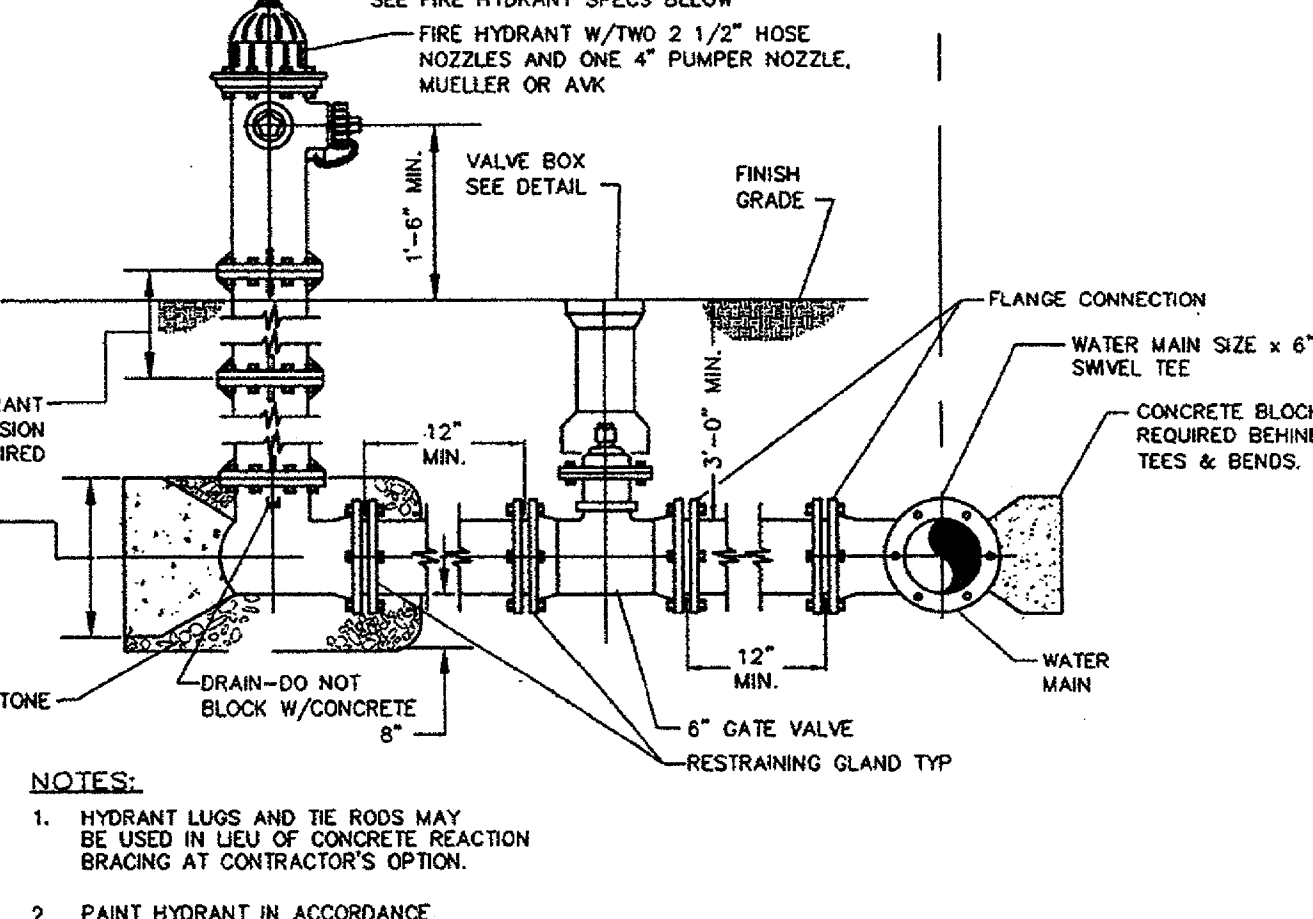 SEE FIRE HYDRANT SPECS BELOW
FIRE HYDRANT W/TWO 2 1/2" HOSE
NOZZLES AND ONE 4" PUMPER NOZZLE,
MUELLER OR AVK
1'-6" MIN.
VALVE BOX
SEE DETAIL
FINISH
GRADE
FLANGE CONNECTION
WATER MAIN SIZE x 6"
SWIVEL TEE
RANT
SION
IRED
12"
MIN.
3'-0" MIN.
CONCRETE BLOCK
REQUIRED BEHIN
TEES & BENDS.
TONE
DRAIN-DO NOT
BLOCK W/CONCRETE
8"
12"
MIN.
WATER
MAIN
6" GATE VALVE
RESTRAINING GLAND TYP
NOTES:
1. HYDRANT LUGS AND TIE RODS MAY
BE USED IN LIEU OF CONCRETE REACTION
BRACING AT CONTRACTOR'S OPTION.
2 PAINT HYDRANT IN ACCORDANCE